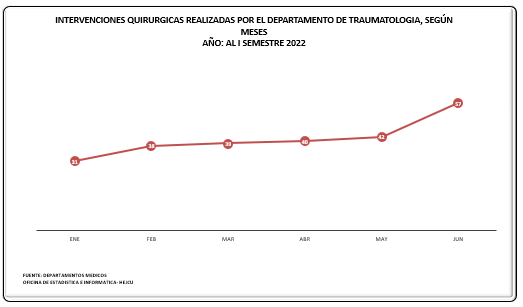 INTERVENCIONES QUIRURGICAS REALIZADAS POR EL DEPARTAMENTO DE TRAUMATOLOGIA, SEGÚN
MESES
AÑO: AL I SEMESTRE 2022
31 38 39 40 42 57
ENE FEB MAR ABR MAY JUN
FUENTE: DEPARTAMENTOS MEDICOS
OFICINA DE ESTADISTICA E INFORMATICA- HEJCU